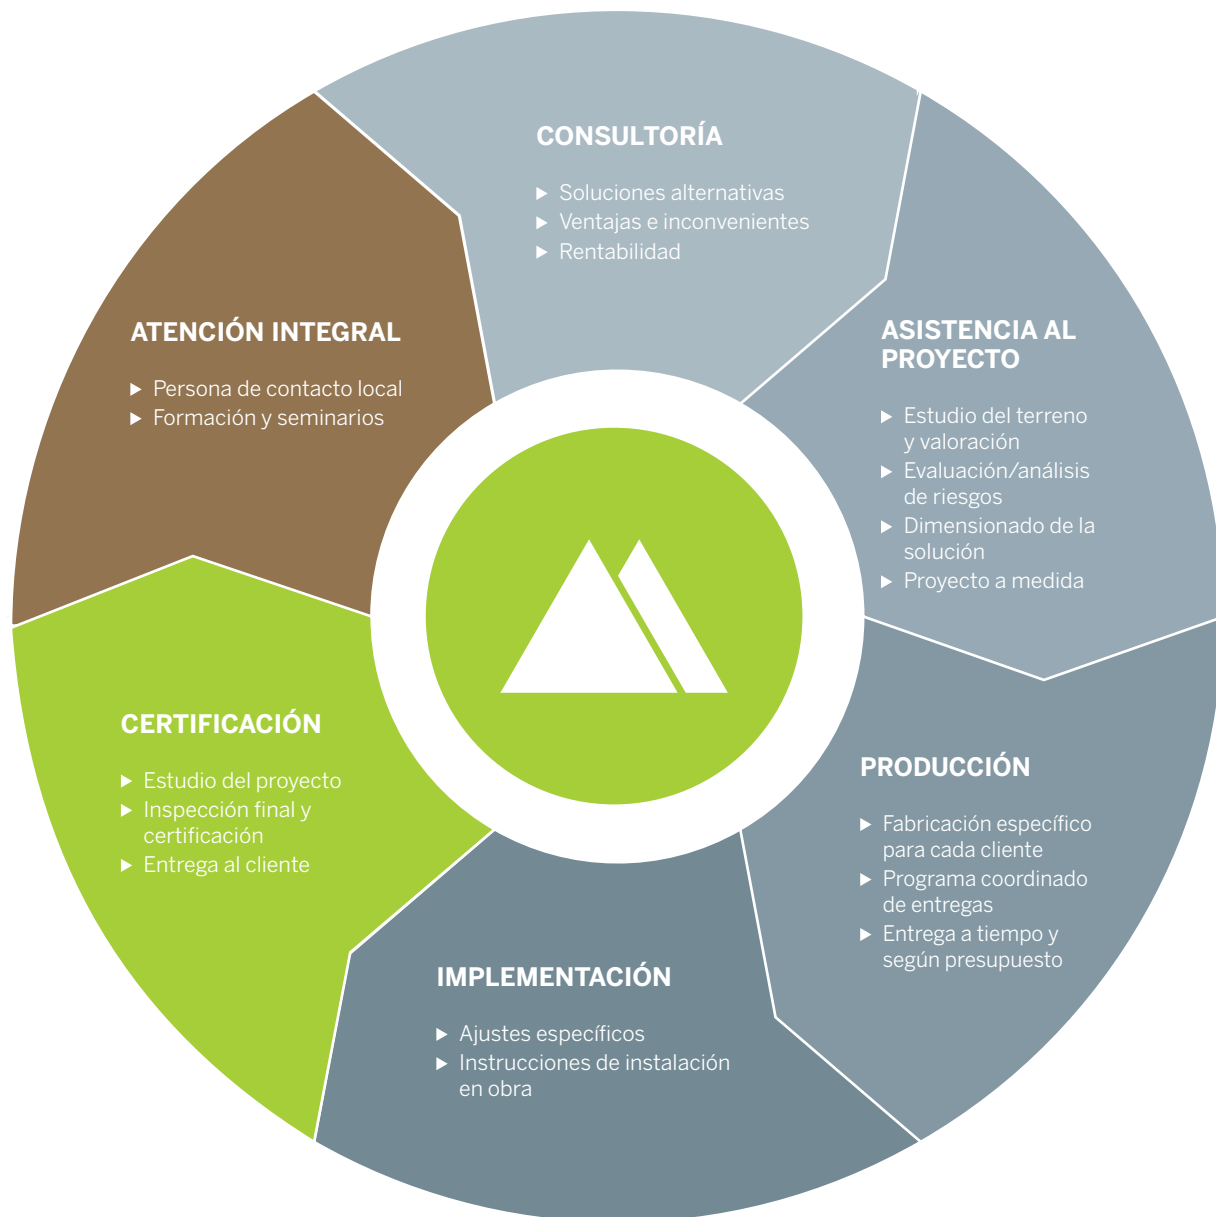 CONSULTORÍA
► Soluciones alternativas
► Ventajas e inconvenientes
► Rentabilidad
ASISTENCIA AL
PROYECTO
► Estudio del terreno
y valoración
► Evaluación/análisis
de riesgos
► Dimensionado de la
solución
► Proyecto a medida
PRODUCCIÓN
► Fabricación específico
para cada cliente
► Programa coordinado
de entregas
► Entrega a tiempo y
según presupuesto
IMPLEMENTACIÓN
► Ajustes específicos
► Instrucciones de instalación
en obra
CERTIFICACIÓN
► Estudio del proyecto
► Inspección final y
certificación
► Entrega al cliente
ATENCIÓN INTEGRAL
► Persona de contacto local
► Formación y seminarios